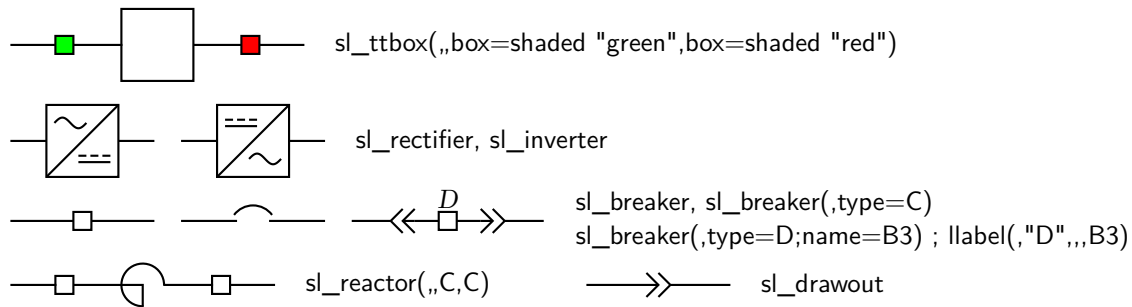 sl_ttbox(,,box=shaded "green",box=shaded "red")
sl_rectifier, sl_inverter
D
sl_breaker, sl_breaker(,type=C)
sl_breaker(,type=D;name=B3) ; llabel(,"D",,,B3)
sl_reactor(,,C,C)
sl_drawout